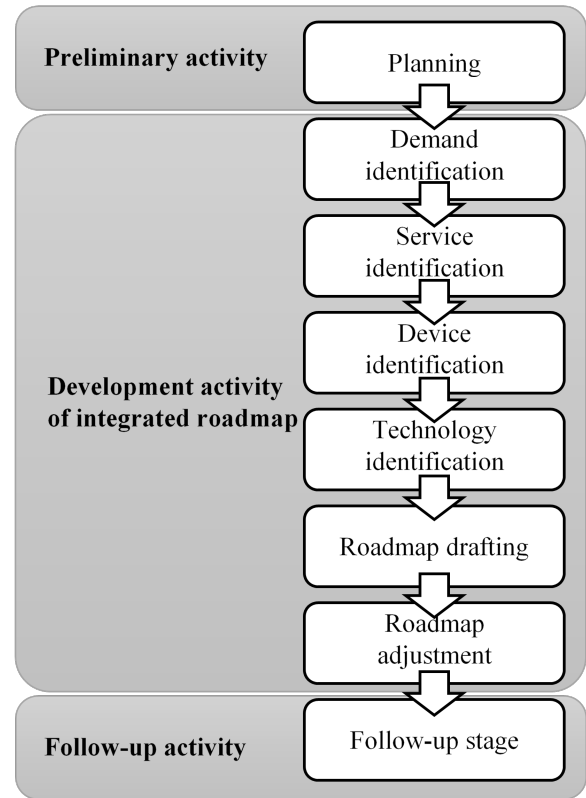 Preliminary activity
Planning
Demand
identification
Service
identification
Device
identification
Development activity
of integrated roadmap
Technology
identification
Roadmap drafting
Roadmap
adjustment
Follow-up activity
Follow-up stage